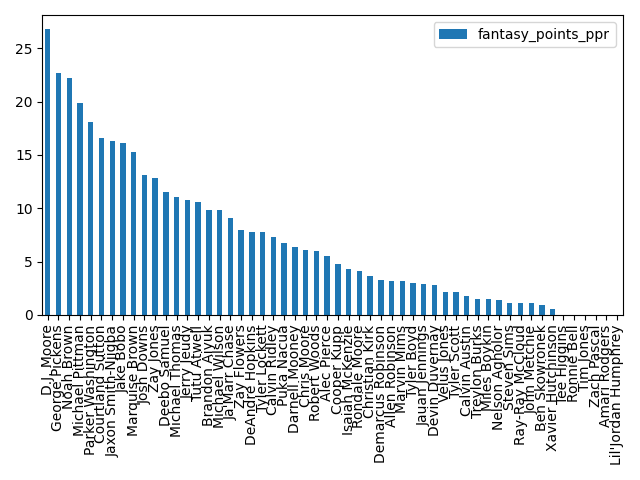 fantasy_points_ppr
25
20
15
10
5
0
D.J. Moore
George Pickens
Noah Brown
Michael Pittman
Parker Washington
Courtland Sutton
Jaxon Smith-Njigba
Jake Bobo
Marquise Brown
Josh Downs
Zay Jones
Deebo Samuel
Michael Thomas
Jerry Jeudy
Tutu Atwell
Brandon Aiyuk
Michael Wilson
Ja'Marr Chase
Zay Flowers
DeAndre Hopkins
Tyler Lockett
Calvin Ridley
Puka Nacua
Darnell Mooney
Chris Moore
Robert Woods
Alec Pierce
Cooper Kupp
Isaiah McKenzie
Rondale Moore
Christian Kirk
Demarcus Robinson
Allen Robinson
Marvin Mims
Tyler Boyd
Jauan Jennings
Devin Duvernay
Velus Jones
Tyler Scott
Calvin Austin
Treylon Burks
Miles Boykin
Nelson Agholor
Steven Sims
Ray-Ray McCloud
John Metchie
Ben Skowronek
Xavier Hutchinson
Tee Higgins
Ronnie Bell
Tim Jones
Zach Pascal
Amari Rodgers
Lil'Jordan Humphrey